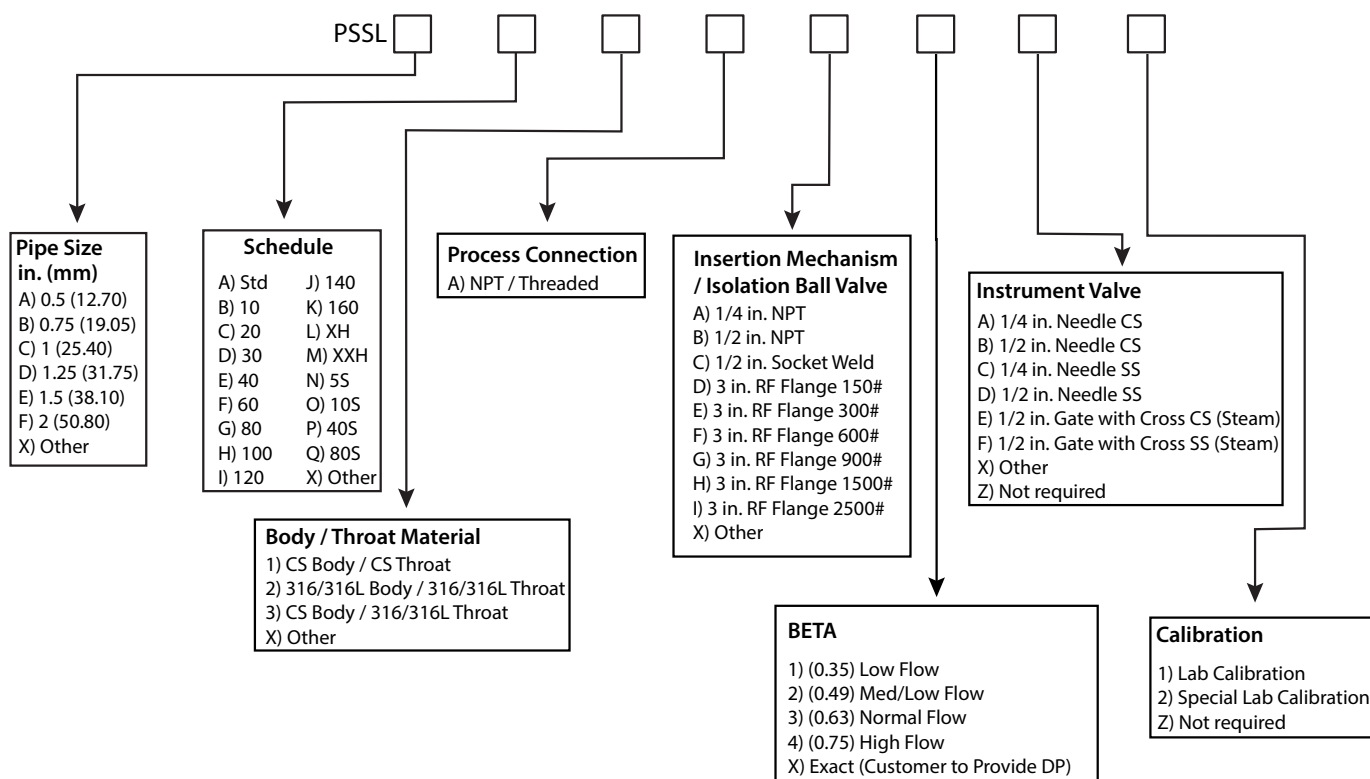 PSSL
Pipe Size
in. (mm)
A) 0.5 (12.70)
B) 0.75 (19.05)
C) 1 (25.40)
D) 1.25 (31.75)
E) 1.5 (38.10)
F) 2 (50.80)
X) Other
Schedule
A) Std
B) 10
C) 20
D) 30
E) 40
F) 60
G) 80
H) 100
I) 120
J) 140
K) 160
L) XH
M) XXH
N) 5S
O) 10S
P) 40S
Q) 80S
X) Other
Body / Throat Material
1) CS Body / CS Throat
2) 316/316L Body / 316/316L Throat
3) CS Body / 316/316L Throat
X) Other
Process Connection
A) NPT / Threaded
Insertion Mechanism
/ Isolation Ball Valve
A) 1/4 in. NPT
B) 1/2 in. NPT
C) 1/2 in. Socket Weld
D) 3 in. RF Flange 150#
E) 3 in. RF Flange 300#
F) 3 in. RF Flange 600#
G) 3 in. RF Flange 900#
H) 3 in. RF Flange 1500#
I) 3 in. RF Flange 2500#
X) Other
BETA
1) (0.35) Low Flow
2) (0.49) Med/Low Flow
3) (0.63) Normal Flow
4) (0.75) High Flow
X) Exact (Customer to Provide DP)
Instrument Valve
A) 1/4 in. Needle CS
B) 1/2 in. Needle CS
C) 1/4 in. Needle SS
D) 1/2 in. Needle SS
E) 1/2 in. Gate with Cross CS (Steam)
F) 1/2 in. Gate with Cross SS (Steam)
X) Other
Z) Not required
Calibration
1) Lab Calibration
2) Special Lab Calibration
Z) Not required